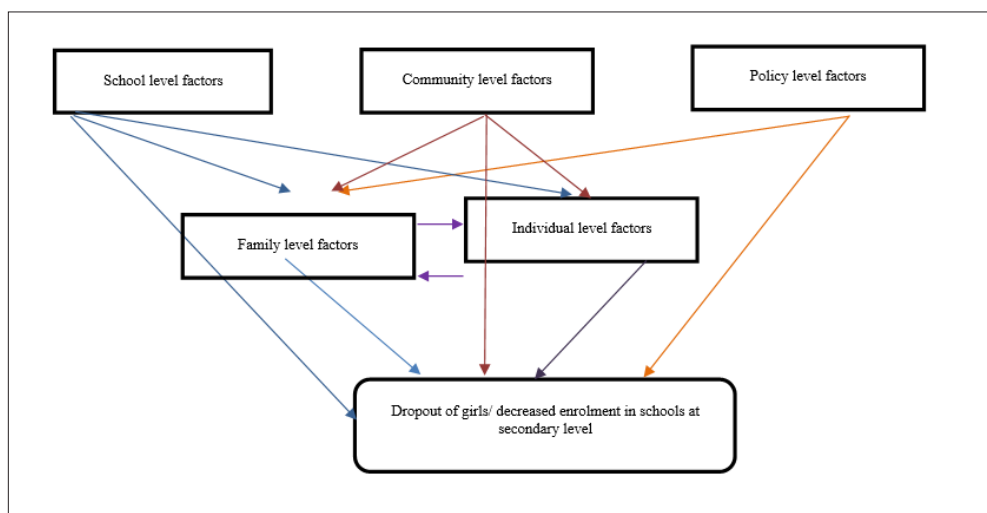 School level factors
Community level factors
Policy level factors
Family level factors
Individual level factors
Dropout of girls/ decreased enrolment in schools at
secondary level